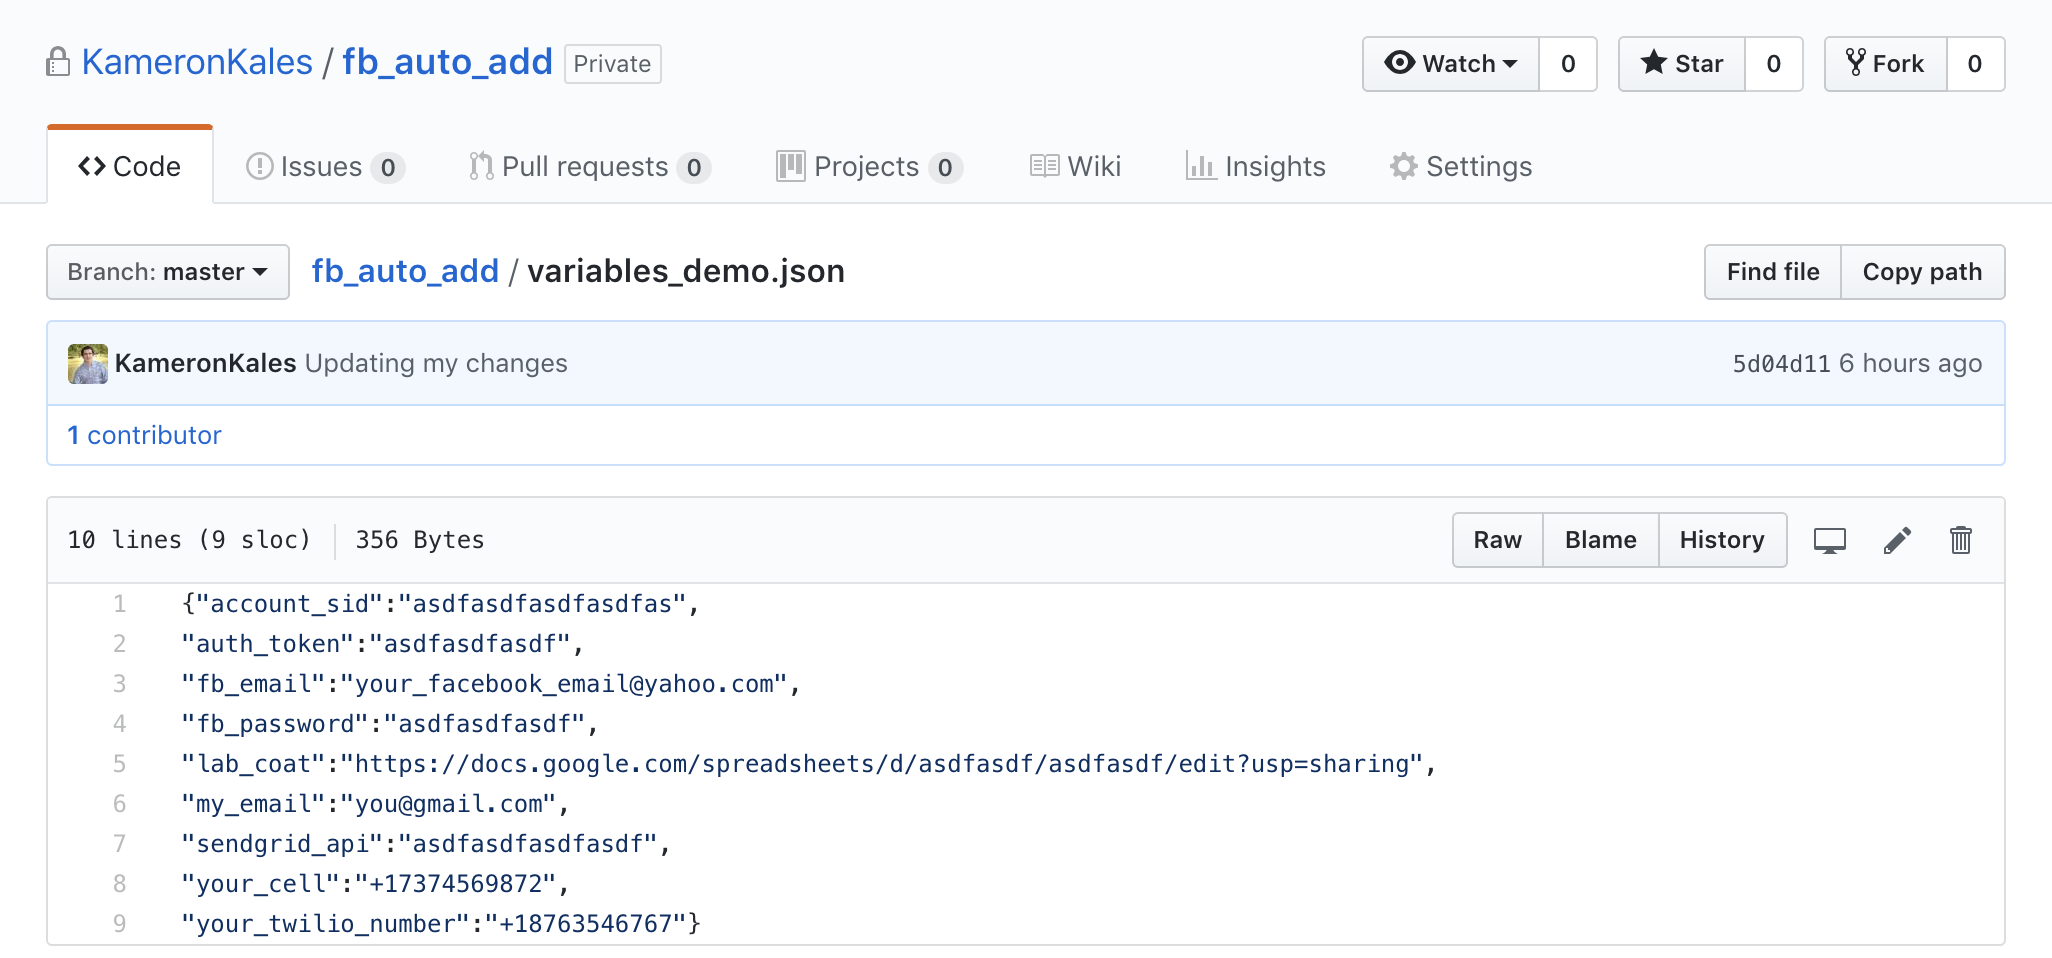 KameronKales / fb_auto_add Private
Watch 0 Star 0 Fork 0
Code Issues 0 Pull requests 0 Projects 0 Wiki Insights Settings
Branch: master fb_auto_add / variables_demo.json Find file Copy path
KameronKales Updating my changes 5d04d11 6 hours ago
1 contributor
10 lines (9 sloc) 356 Bytes Raw Blame History
1 {"account_sid":"asdfasdfasdfasdfas",
2 "auth_token":"asdfasdfasdf",
3 "fb_email":"your_facebook_email@yahoo.com",
4 "fb_password":"asdfasdfasdf",
5 "lab_coat":"https://docs.google.com/spreadsheets/d/asdfasdf/asdfasdf/edit?usp=sharing",
6 "my_email":"you@gmail.com",
7 "sendgrid_api":"asdfasdfasdfasdf",
8 "your_cell":"+17374569872",
9 "your_twilio_number":"+18763546767"}